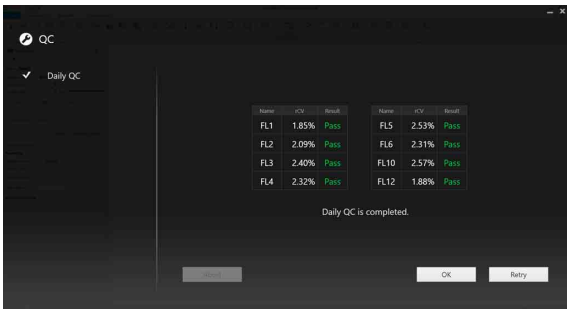 QC
Daily QC
Name rCV Result
FL1 1.85% Pass
FL2 2.09% Pass
FL3 2.40% Pass
FL4 2.32% Pass
Name rCV Result
FL5 2.53% Pass
FL6 2.31% Pass
FL10 2.57% Pass
FL12 1.88% Pass
Daily QC is completed.
OK
Retry